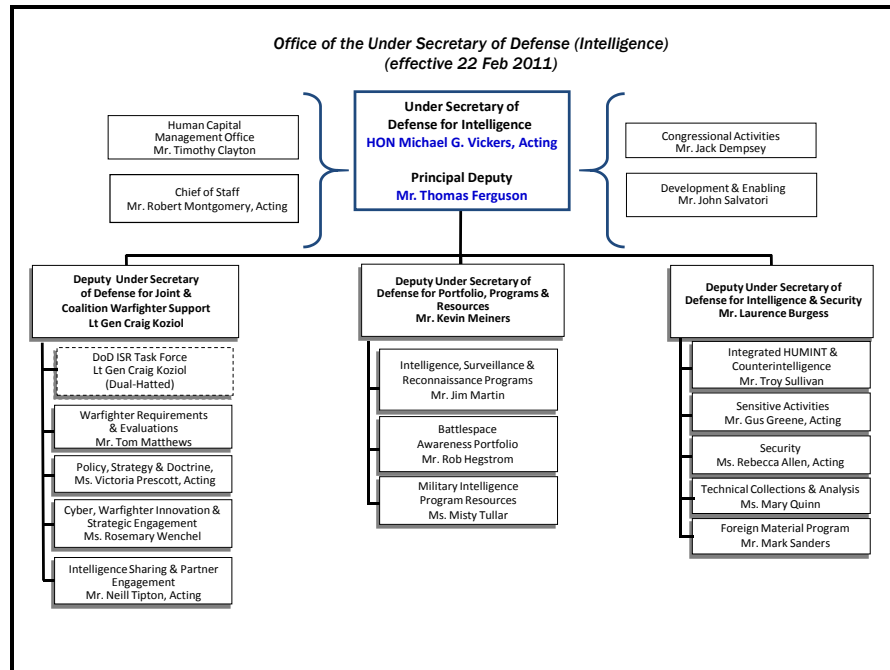 Office of the Under Secretary of Defense (Intelligence)
(effective 22 Feb 2011)
Under Secretary of
Defense for Intelligence
HON Michael G. Vickers, Acting
Principal Deputy
Mr. Thomas Ferguson
Human Capital
Management Office
Mr. Timothy Clayton
Chief of Staff
Mr. Robert Montgomery, Acting
Congressional Activities
Mr. Jack Dempsey
Development & Enabling
Mr. John Salvatori
Deputy Under Secretary
of Defense for Joint &
Coalition Warfighter Support
Lt Gen Craig Koziol
DoD ISR Task Force
Lt Gen Craig Koziol
(Dual-Hatted)
Warfighter Requirements
& Evaluations
Mr. Tom Matthews
Policy, Strategy & Doctrine,
Ms. Victoria Prescott, Acting
Cyber, Warfighter Innovation &
Strategic Engagement
Ms. Rosemary Wenchel
Intelligence Sharing & Partner
Engagement
Mr. Neill Tipton, Acting
Deputy Under Secretary of
Defense for Portfolio, Programs &
Resources
Mr. Kevin Meiners
Intelligence, Surveillance &
Reconnaissance Programs
Mr. Jim Martin
Battlespace
Awareness Portfolio
Mr. Rob Hegstrom
Military Intelligence
Program Resources
Ms. Misty Tullar
Deputy Under Secretary of
Defense for Intelligence & Security
Mr. Laurence Burgess
Integrated HUMINT &
Counterintelligence
Mr. Troy Sullivan
Sensitive Activities
Mr. Gus Greene, Acting
Security
Ms. Rebecca Allen, Acting
Technical Collections & Analysis
Ms. Mary Quinn
Foreign Material Program
Mr. Mark Sanders